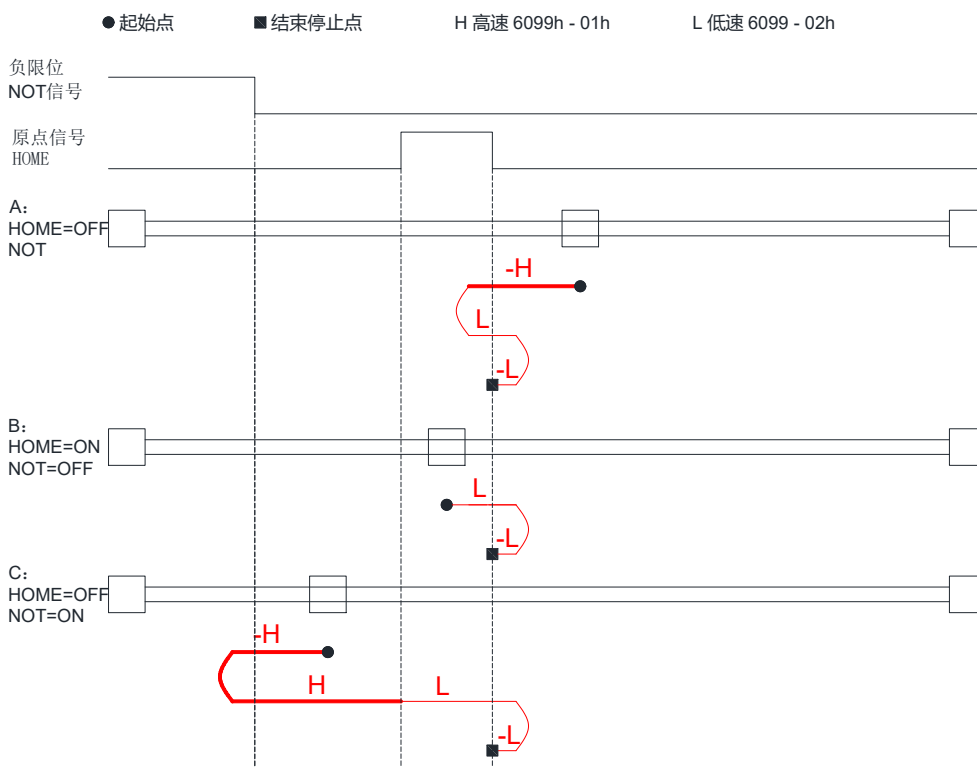 ● 起始点 ■ 结束停止点 H 高速 6099h - 01h L 低速 6099 - 02h
负限位
NOT信号
原点信号
HOME
A:
HOME=OFF
NOT
-H
L
-L
B:
HOME=ON
NOT=OFF
L
-L
C:
HOME=OFF
NOT=ON
-H
H L
-L